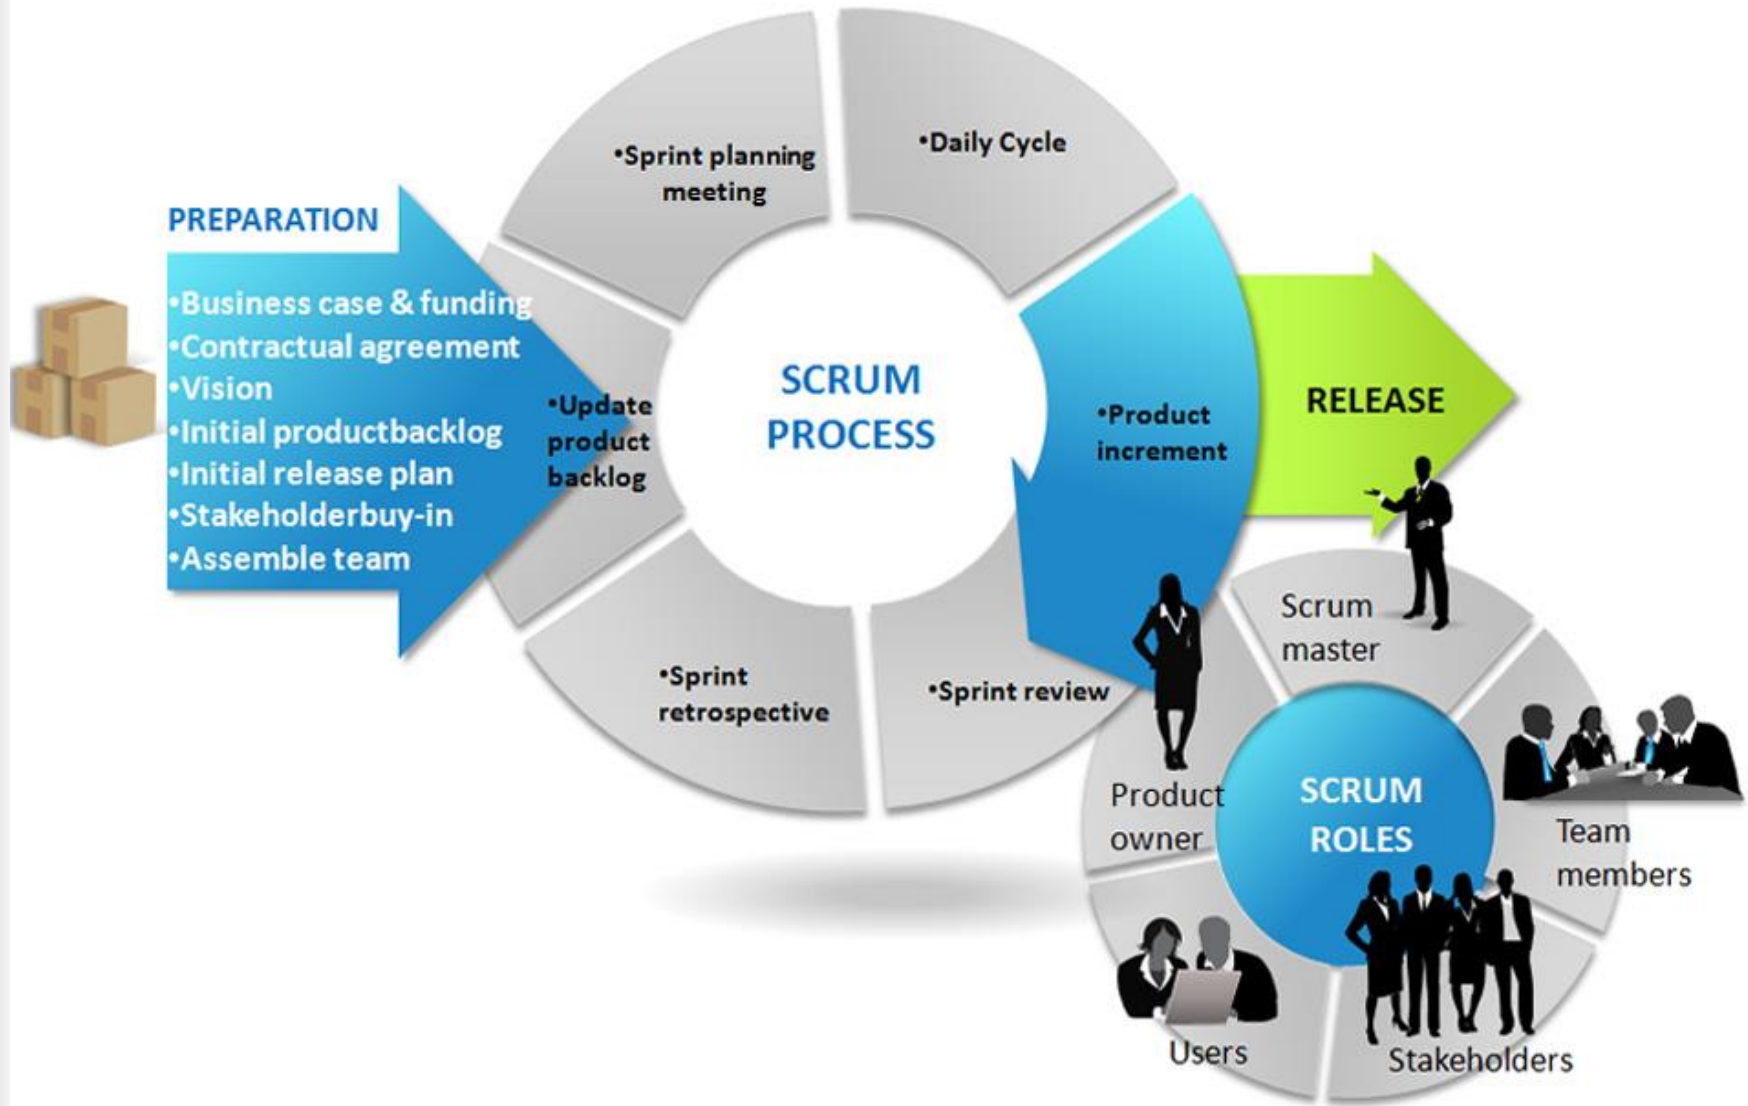 PREPARATION
•Business case & funding
•Contractual agreement
•Vision
•Initial productbacklog
•Initial release plan
•Stakeholderbuy-in
•Assemble team
•Sprint planning
meeting
•Daily Cycle
•Update
product
backlog
SCRUM
PROCESS
•Product
increment
RELEASE
•Sprint
retrospective
•Sprint review
Scrum
master
Product
owner
SCRUM
ROLES
Team
members
Users
Stakeholders